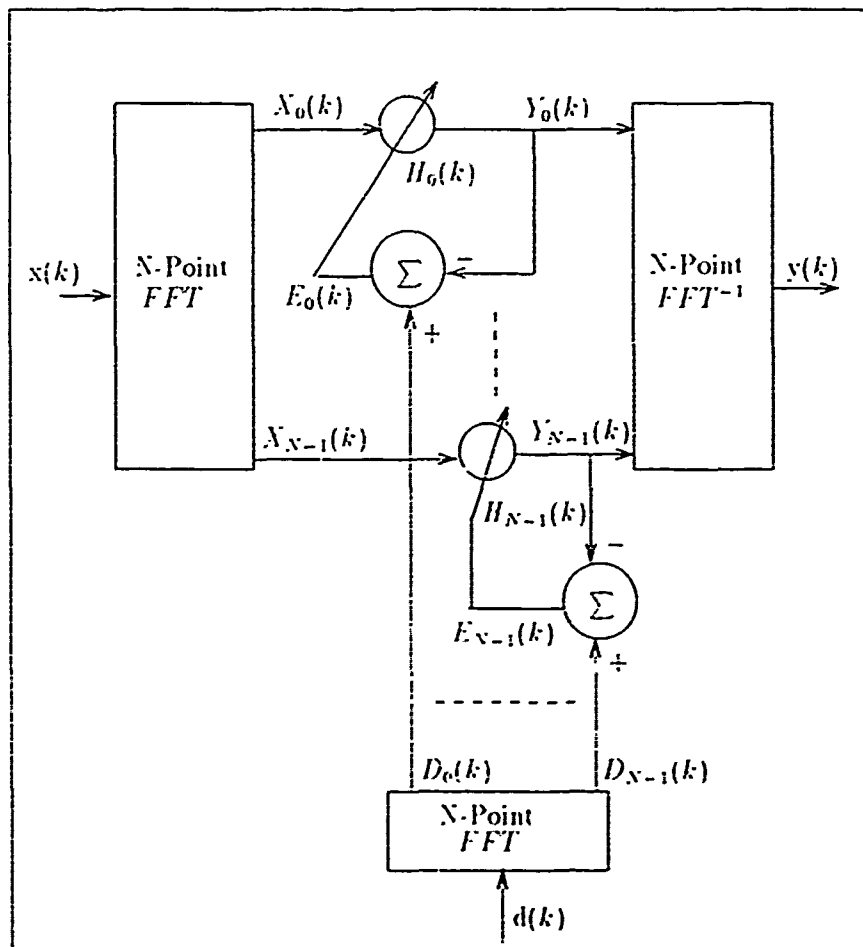 X₀(k)
Y₀(k)
H₀(k)
x(k)
N-Point
FFT
Σ
−
E₀(k)
+
N-Point
FFT⁻¹
y(k)
X_{N−1}(k)
Y_{N−1}(k)
H_{N−1}(k)
−
Σ
E_{N−1}(k)
+
D₀(k)
D_{N−1}(k)
N-Point
FFT
d(k)